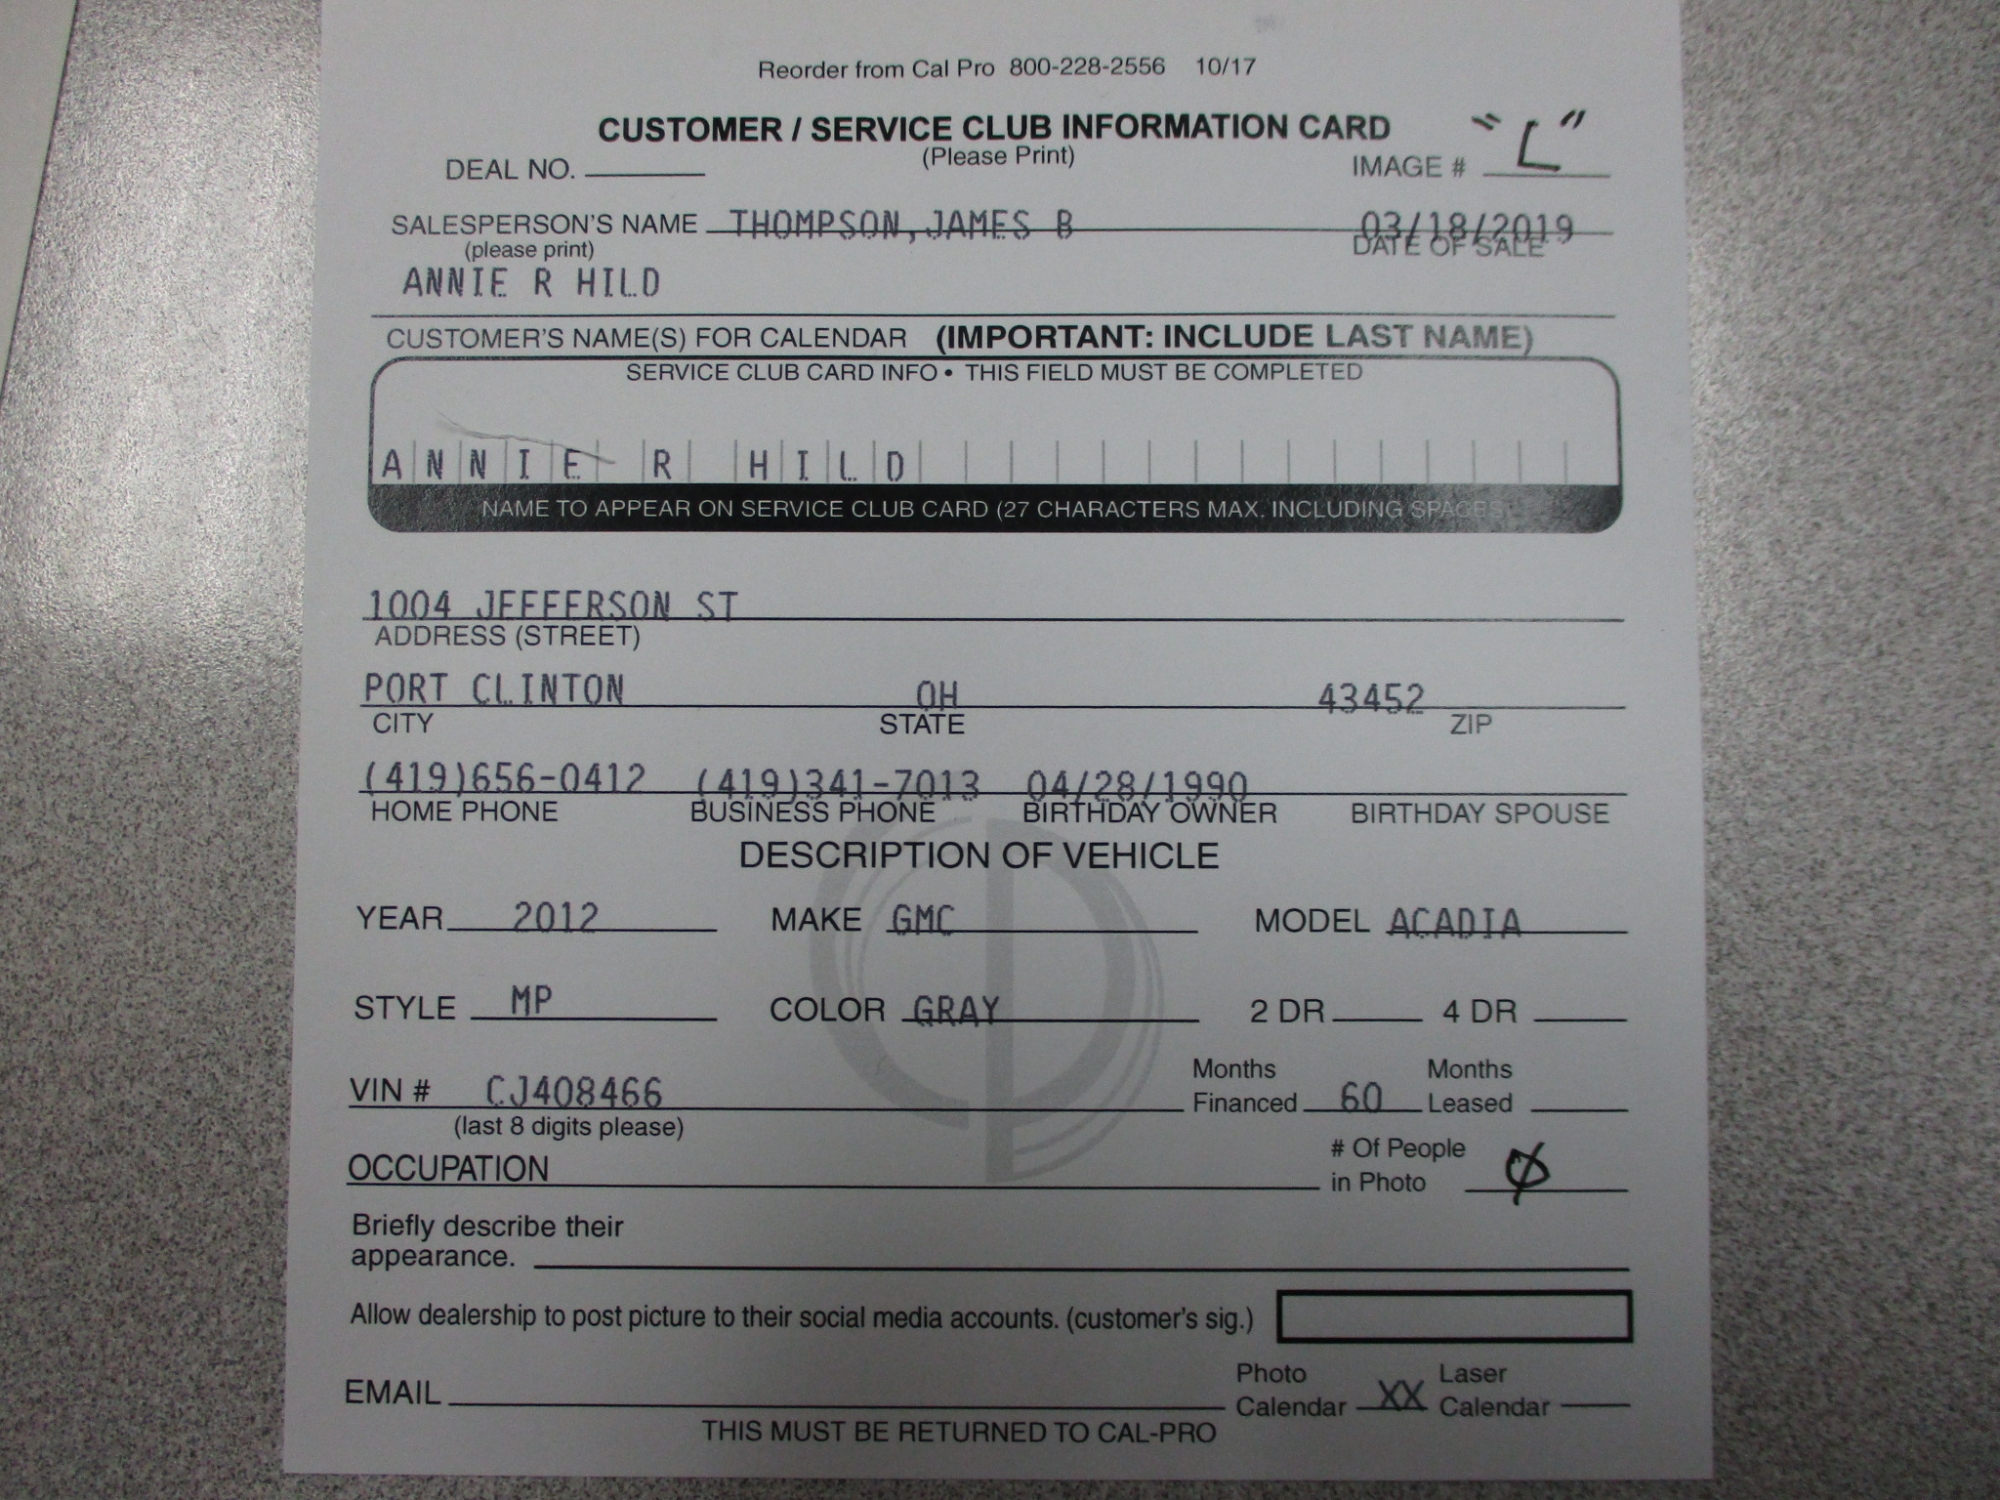 Reorder from Cal Pro 800-228-2556 10/17
CUSTOMER / SERVICE CLUB INFORMATION CARD
(Please Print)
DEAL NO. IMAGE # "L"
SALESPERSON'S NAME THOMPSON,JAMES B 03/18/2019
(please print) DATE OF SALE
ANNIE R HILD
CUSTOMER'S NAME(S) FOR CALENDAR (IMPORTANT: INCLUDE LAST NAME)
SERVICE CLUB CARD INFO • THIS FIELD MUST BE COMPLETED
ANNIE R HILD
NAME TO APPEAR ON SERVICE CLUB CARD (27 CHARACTERS MAX. INCLUDING SPACES
1004 JEFFERSON ST
ADDRESS (STREET)
PORT CLINTON OH 43452
CITY STATE ZIP
(419)656-0412 (419)341-7013 04/28/1990
HOME PHONE BUSINESS PHONE BIRTHDAY OWNER BIRTHDAY SPOUSE
DESCRIPTION OF VEHICLE
YEAR 2012 MAKE GMC MODEL ACADIA
STYLE MP COLOR GRAY 2 DR 4 DR
Months Months
VIN # CJ408466 Financed 60 Leased
(last 8 digits please)
# Of People
OCCUPATION in Photo Ø
Briefly describe their
appearance.
Allow dealership to post picture to their social media accounts. (customer's sig.)
Photo Laser
EMAIL Calendar XX Calendar
THIS MUST BE RETURNED TO CAL-PRO